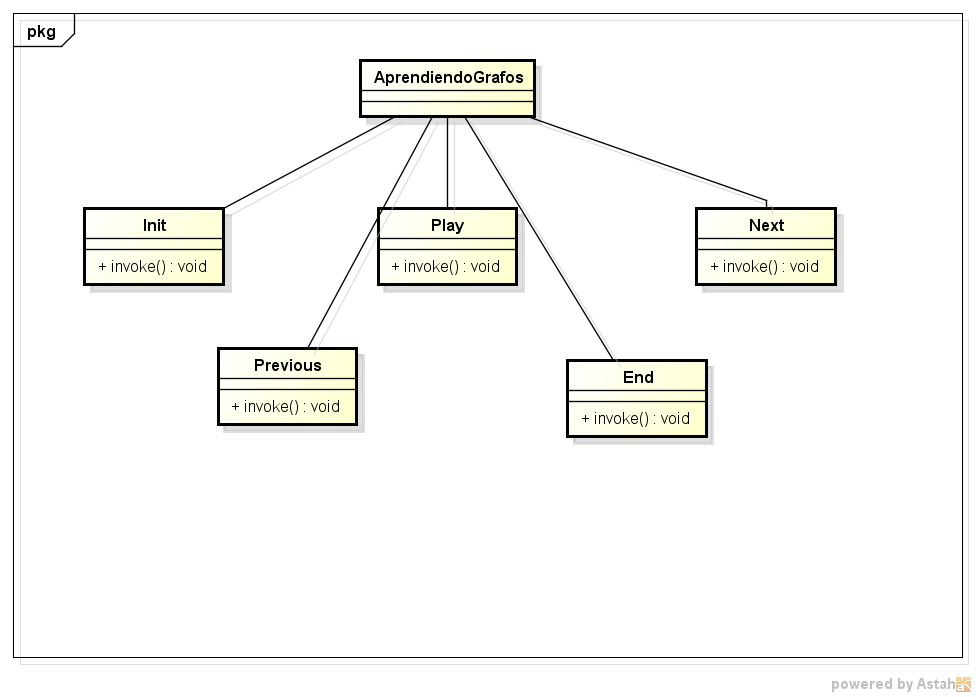 pkg
AprendiendoGrafos
Init
+ invoke() : void
Play
+ invoke() : void
Next
+ invoke() : void
Previous
+ invoke() : void
End
+ invoke() : void
powered by Astah